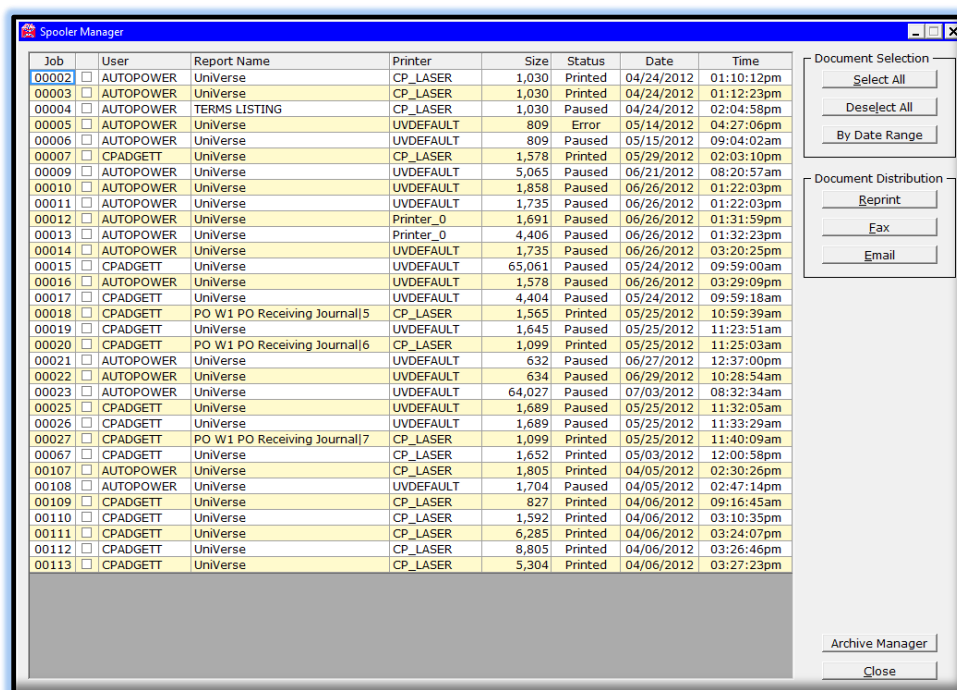 Spooler Manager
Job User Report Name Printer Size Status Date Time
00002 AUTOPOWER UniVerse CP_LASER 1,030 Printed 04/24/2012 01:10:12pm
00003 AUTOPOWER UniVerse CP_LASER 1,030 Printed 04/24/2012 01:12:23pm
00004 AUTOPOWER TERMS LISTING CP_LASER 1,030 Paused 04/24/2012 02:04:58pm
00005 AUTOPOWER UniVerse UVDEFAULT 809 Error 05/14/2012 04:27:06pm
00006 AUTOPOWER UniVerse UVDEFAULT 809 Paused 05/15/2012 09:04:02am
00007 CPADGETT UniVerse CP_LASER 1,578 Printed 05/29/2012 02:03:10pm
00009 AUTOPOWER UniVerse UVDEFAULT 5,065 Paused 06/21/2012 08:20:57am
00010 AUTOPOWER UniVerse UVDEFAULT 1,858 Paused 06/26/2012 01:22:03pm
00011 AUTOPOWER UniVerse UVDEFAULT 1,735 Paused 06/26/2012 01:22:03pm
00012 AUTOPOWER UniVerse Printer_0 1,691 Paused 06/26/2012 01:31:59pm
00013 AUTOPOWER UniVerse Printer_0 4,406 Paused 06/26/2012 01:32:23pm
00014 AUTOPOWER UniVerse UVDEFAULT 1,735 Paused 06/26/2012 03:20:25pm
00015 CPADGETT UniVerse UVDEFAULT 65,061 Paused 05/24/2012 09:59:00am
00016 AUTOPOWER UniVerse UVDEFAULT 1,578 Paused 06/26/2012 03:29:09pm
00017 CPADGETT UniVerse UVDEFAULT 4,404 Paused 05/24/2012 09:59:18am
00018 CPADGETT PO W1 PO Receiving Journal|5 CP_LASER 1,565 Printed 05/25/2012 10:59:39am
00019 CPADGETT UniVerse UVDEFAULT 1,645 Paused 05/25/2012 11:23:51am
00020 CPADGETT PO W1 PO Receiving Journal|6 CP_LASER 1,099 Printed 05/25/2012 11:25:03am
00021 AUTOPOWER UniVerse UVDEFAULT 632 Paused 06/27/2012 12:37:00pm
00022 AUTOPOWER UniVerse UVDEFAULT 634 Paused 06/29/2012 10:28:54am
00023 AUTOPOWER UniVerse UVDEFAULT 64,027 Paused 07/03/2012 08:32:34am
00025 CPADGETT UniVerse UVDEFAULT 1,689 Paused 05/25/2012 11:32:05am
00026 CPADGETT UniVerse UVDEFAULT 1,689 Paused 05/25/2012 11:33:29am
00027 CPADGETT PO W1 PO Receiving Journal|7 CP_LASER 1,099 Printed 05/25/2012 11:40:09am
00067 CPADGETT UniVerse CP_LASER 1,652 Printed 05/03/2012 12:00:58pm
00107 AUTOPOWER UniVerse CP_LASER 1,805 Printed 04/05/2012 02:30:26pm
00108 AUTOPOWER UniVerse UVDEFAULT 1,704 Paused 04/05/2012 02:47:14pm
00109 CPADGETT UniVerse CP_LASER 827 Printed 04/06/2012 09:16:45am
00110 CPADGETT UniVerse CP_LASER 1,592 Printed 04/06/2012 03:10:35pm
00111 CPADGETT UniVerse CP_LASER 6,285 Printed 04/06/2012 03:24:07pm
00112 CPADGETT UniVerse CP_LASER 8,805 Printed 04/06/2012 03:26:46pm
00113 CPADGETT UniVerse CP_LASER 5,304 Printed 04/06/2012 03:27:23pm
Document Selection
Select All
Deselect All
By Date Range
Document Distribution
Reprint
Fax
Email
Archive Manager
Close